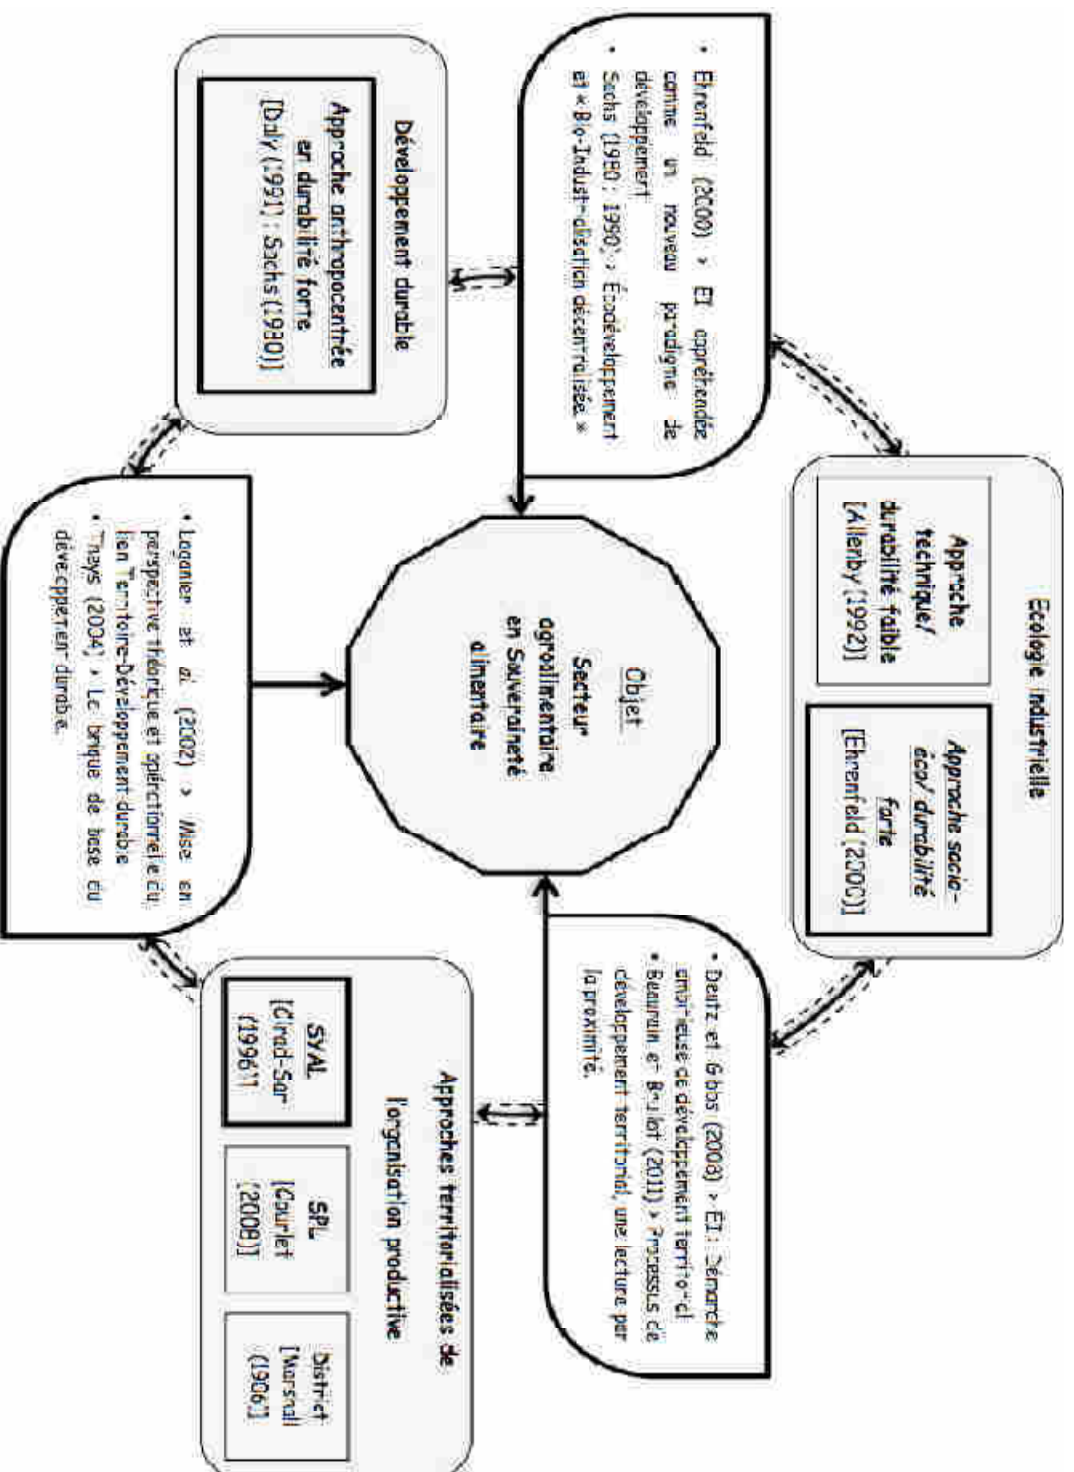 Ecologie industrielle
Approche
technique/
durabilité faible
[Allenby (1992)]
Approche socio-
éco/ durabilité
forte
[Ehrenfeld (2000)]
• Ehrenfeld (2000) > EI appréhendée
comme un nouveau paradigme de
développement
• Sachs (1980 ; 1990) > Écodéveloppement
et « Bio-Industrialisation décentralisée »
• Deutz et Gibbs (2008) > EI : Démarche
ambitieuse de développement territorial
• Beaurain et Brullot (2011) > Processus de
développement territorial, une lecture par
la proximité.
Objet
Secteur
agroalimentaire
en Souveraineté
alimentaire
Développement durable
Approche anthropocentrée
en durabilité forte
[Daly (1991) ; Sachs (1980)]
Approches territorialisées de
l'organisation productive
SYAL
[Cirad-Sar
(1996)]
SPL
[Courlet
(2008)]
District
[Marshall
(1906)]
• Laganier et al (2002) > Mise en
perspective théorique et opérationnelle du
lien Territoire-Développement durable
• Theys (2004) > La brique de base du
développement durable.